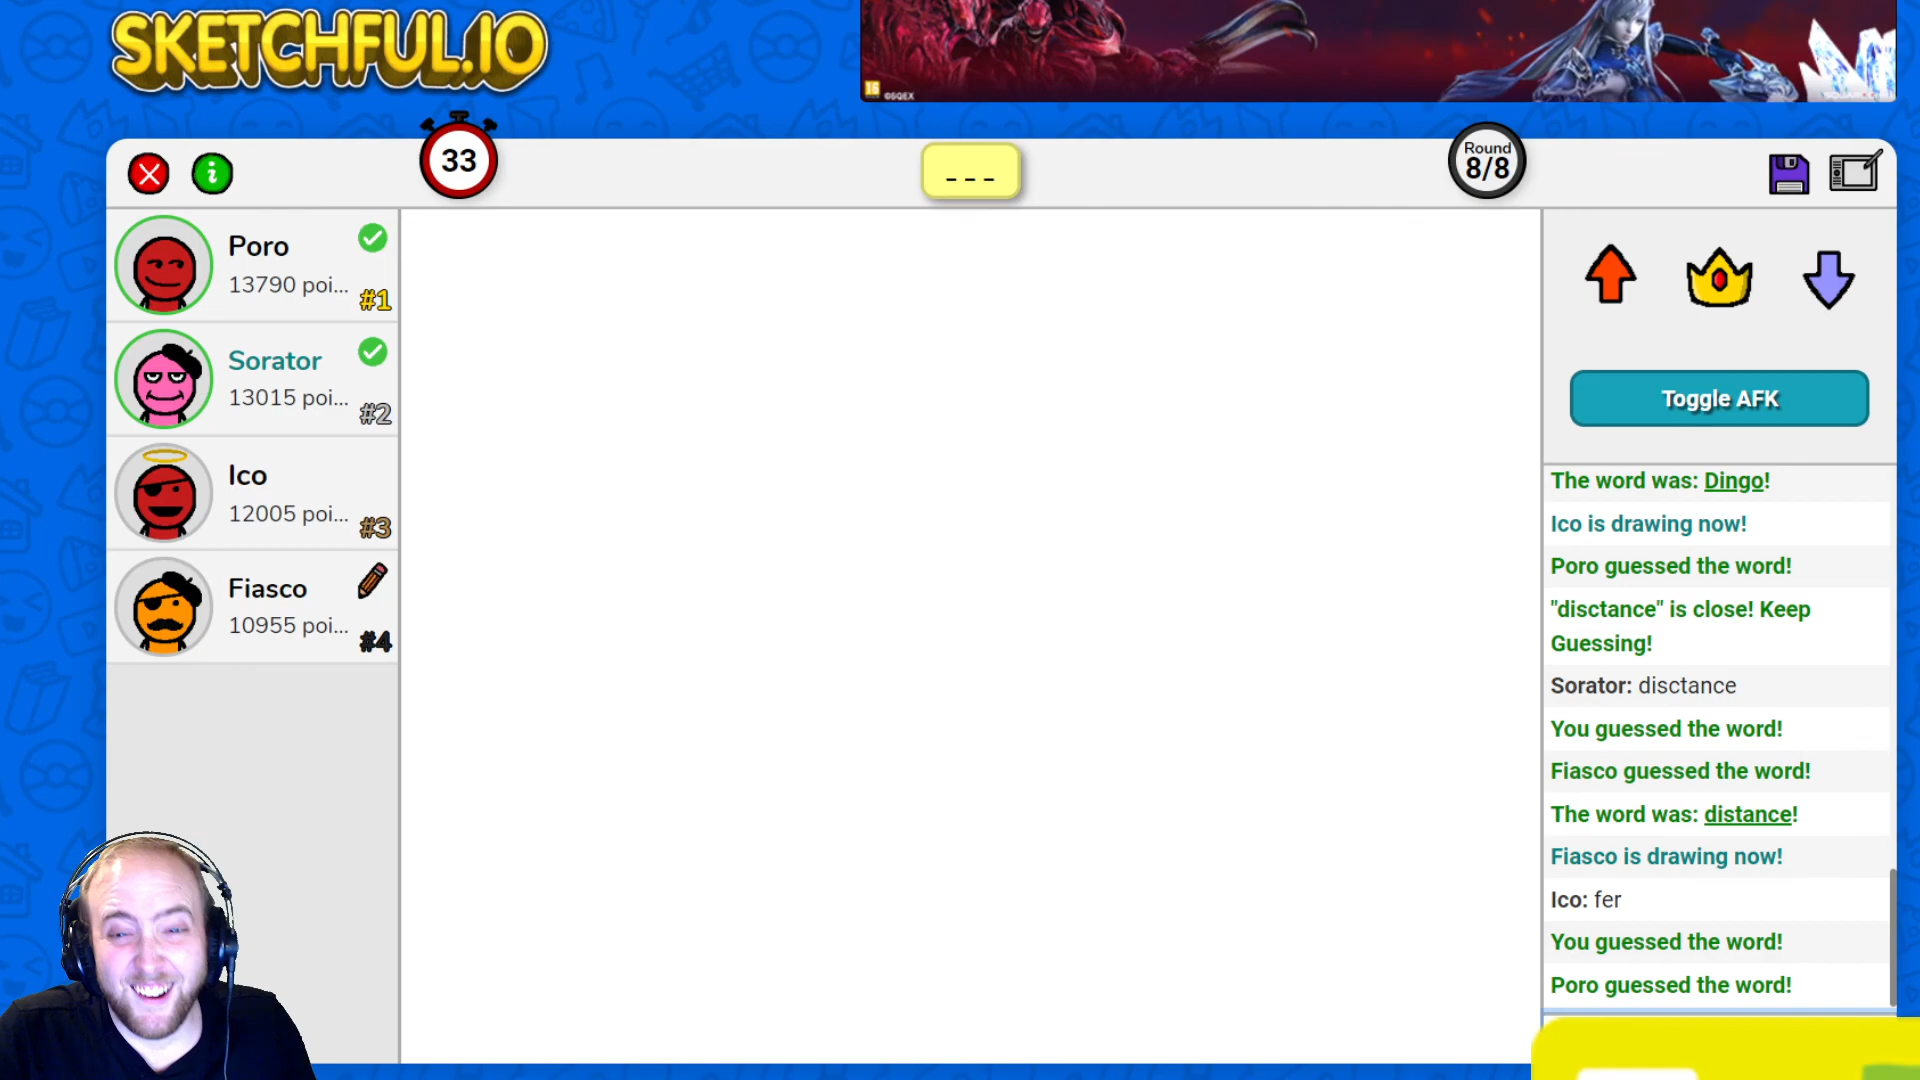 SKETCHFUL.IO
16 ©SQEX
33
_ _ _
Round
8/8
Poro
13790 poi...
#1
Sorator
13015 poi...
#2
Ico
12005 poi...
#3
Fiasco
10955 poi...
#4
Toggle AFK
The word was: Dingo!
Ico is drawing now!
Poro guessed the word!
"disctance" is close! Keep
Guessing!
Sorator: disctance
You guessed the word!
Fiasco guessed the word!
The word was: distance!
Fiasco is drawing now!
Ico: fer
You guessed the word!
Poro guessed the word!